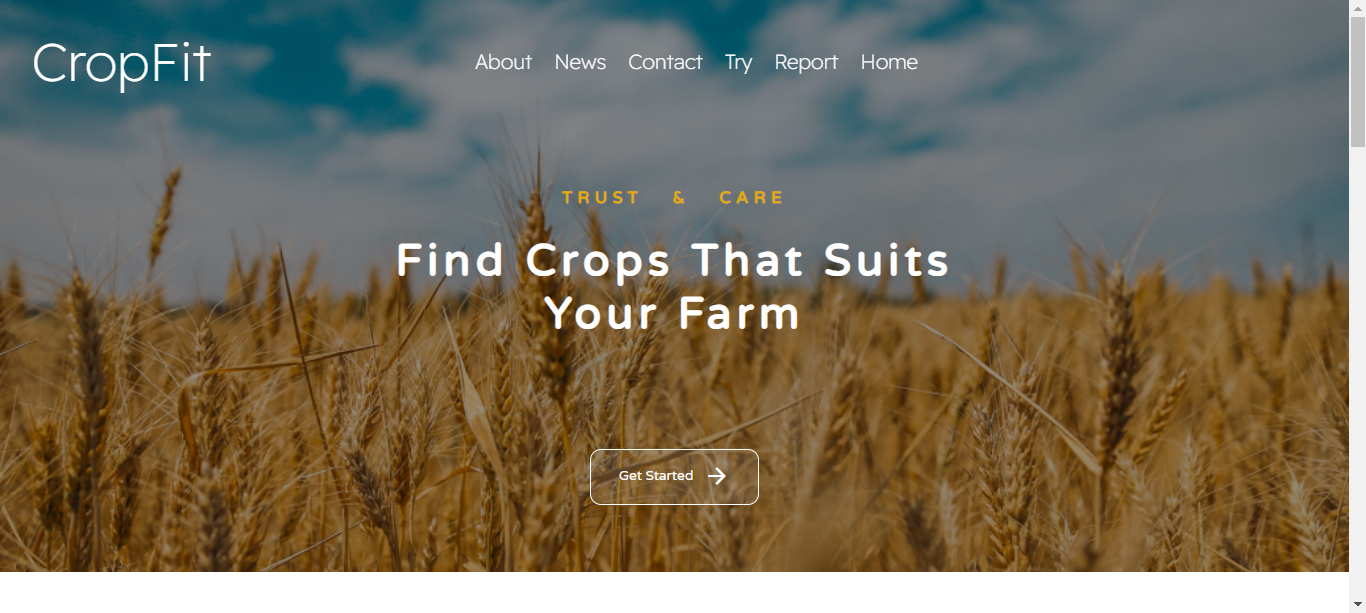 CropFit
About News Contact Try Report Home
TRUST & CARE
Find Crops That Suits
Your Farm
Get Started